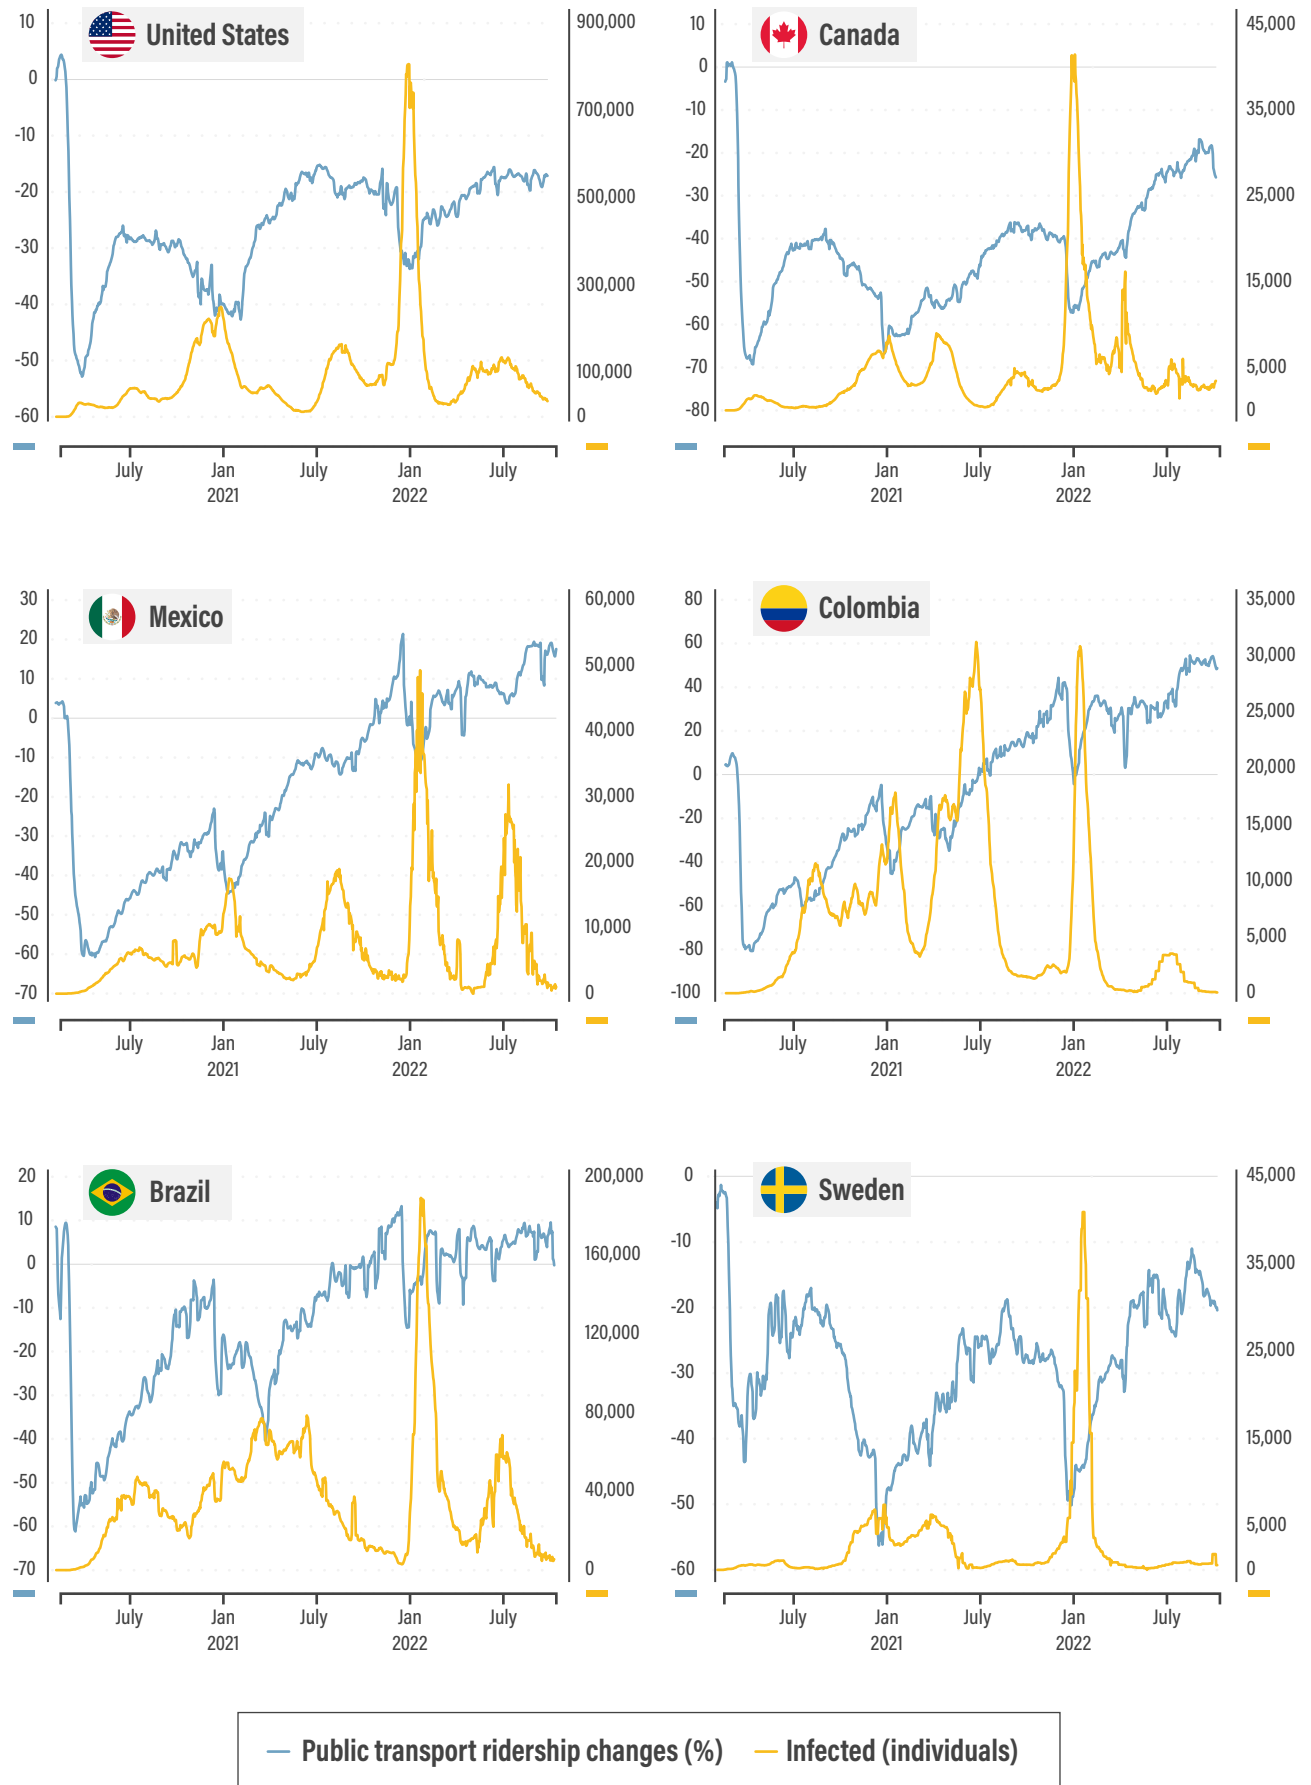 United States
10
0
-10
-20
-30
-40
-50
-60
900,000
700,000
500,000
300,000
100,000
0
July
Jan
2021
July
Jan
2022
July
Canada
10
0
-10
-20
-30
-40
-50
-60
-70
-80
45,000
35,000
25,000
15,000
5,000
0
July
Jan
2021
July
Jan
2022
July
Mexico
30
20
10
0
-10
-20
-30
-40
-50
-60
-70
60,000
50,000
40,000
30,000
20,000
10,000
0
July
Jan
2021
July
Jan
2022
July
Colombia
80
60
40
20
0
-20
-40
-60
-80
-100
35,000
30,000
25,000
20,000
15,000
10,000
5,000
0
July
Jan
2021
July
Jan
2022
July
Brazil
20
10
0
-10
-20
-30
-40
-50
-60
-70
200,000
160,000
120,000
80,000
40,000
0
July
Jan
2021
July
Jan
2022
July
Sweden
0
-10
-20
-30
-40
-50
-60
45,000
35,000
25,000
15,000
5,000
0
July
Jan
2021
July
Jan
2022
July
Public transport ridership changes (%)
Infected (individuals)